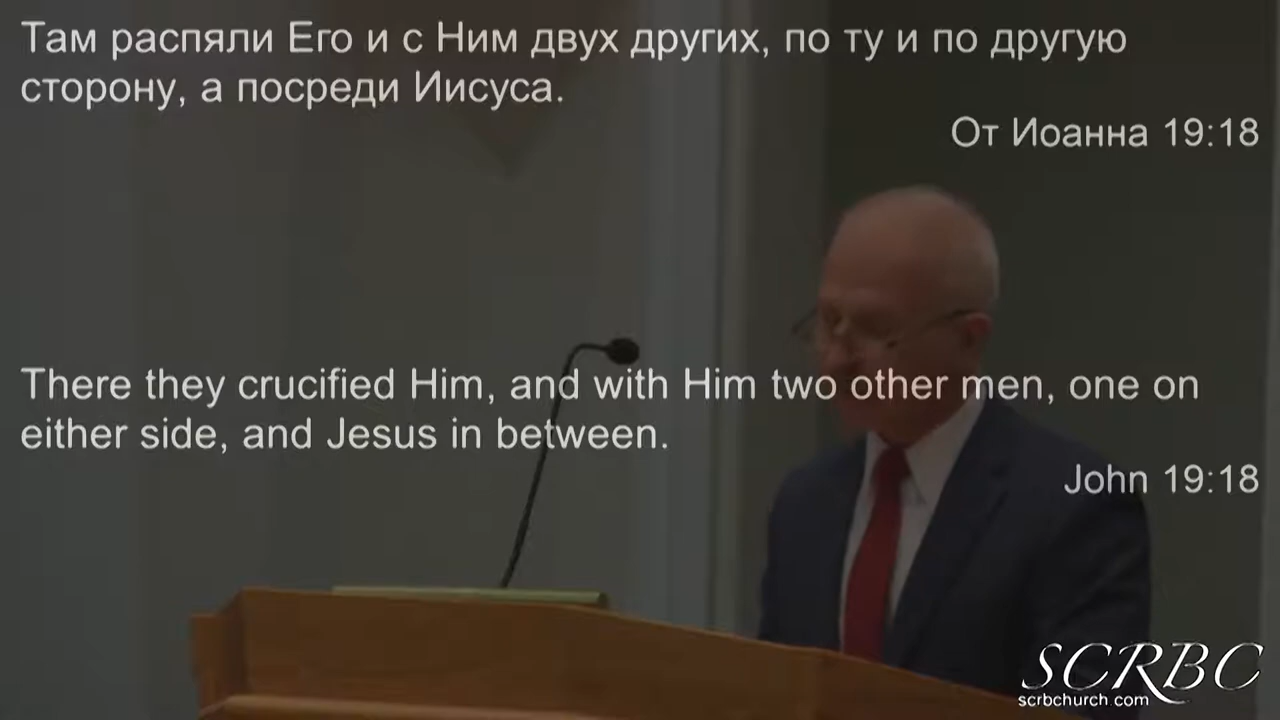 Там распяли Его и с Ним двух других, по ту и по другую
сторону, а посреди Иисуса.
От Иоанна 19:18
There they crucified Him, and with Him two other men, one on
either side, and Jesus in between.
John 19:18
SCRBC
scrbchurch.com